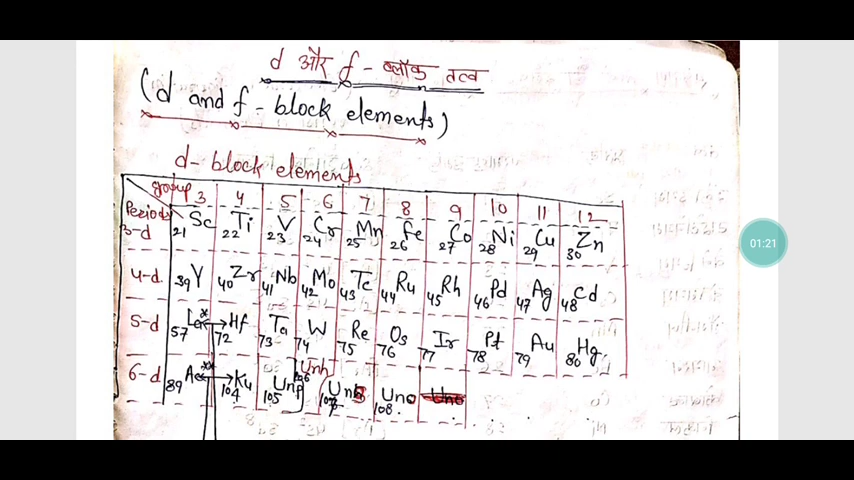 d और f - ब्लॉक तत्व
(d and f - block elements)
d - block elements
group 3 4 5 6 7 8 9 10 11 12
Periods
3-d 21 Sc 22 Ti 23 V 24 Cr 25 Mn 26 Fe 27 Co 28 Ni 29 Cu 30 Zn
4-d 39 Y 40 Zr 41 Nb 42 Mo 43 Tc 44 Ru 45 Rh 46 Pd 47 Ag 48 Cd
5-d 57 La* 72 Hf 73 Ta 74 W 75 Re 76 Os 77 Ir 78 Pt 79 Au 80 Hg
6-d 89 Ac** 104 Ku 105 Unp 106 Unh 108 Uno
01:21